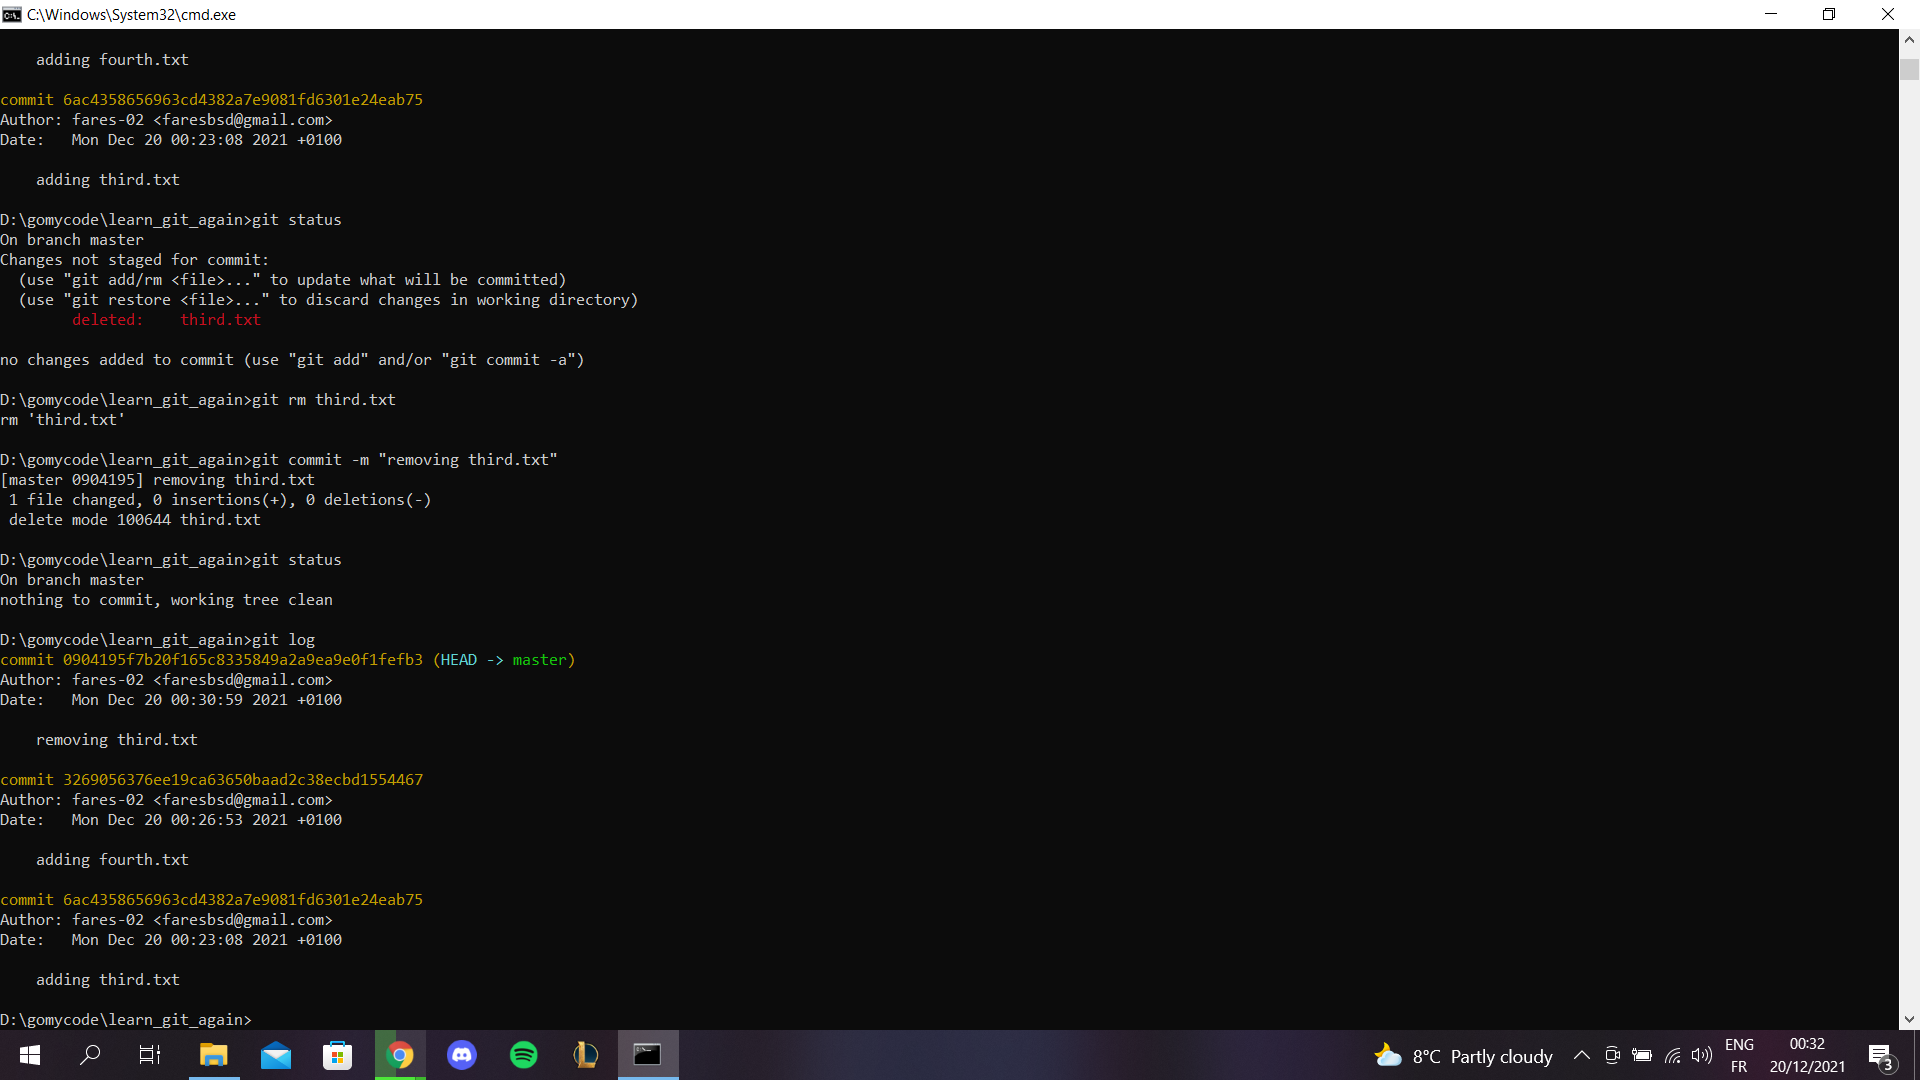 C:\Windows\System32\cmd.exe
    adding fourth.txt
commit 6ac4358656963cd4382a7e9081fd6301e24eab75
Author: fares-02 <faresbsd@gmail.com>
Date:   Mon Dec 20 00:23:08 2021 +0100
    adding third.txt
D:\gomycode\learn_git_again>git status
On branch master
Changes not staged for commit:
  (use "git add/rm <file>..." to update what will be committed)
  (use "git restore <file>..." to discard changes in working directory)
        deleted:    third.txt
no changes added to commit (use "git add" and/or "git commit -a")
D:\gomycode\learn_git_again>git rm third.txt
rm 'third.txt'
D:\gomycode\learn_git_again>git commit -m "removing third.txt"
[master 0904195] removing third.txt
 1 file changed, 0 insertions(+), 0 deletions(-)
 delete mode 100644 third.txt
D:\gomycode\learn_git_again>git status
On branch master
nothing to commit, working tree clean
D:\gomycode\learn_git_again>git log
commit 0904195f7b20f165c8335849a2a9ea9e0f1fefb3 (HEAD -> master)
Author: fares-02 <faresbsd@gmail.com>
Date:   Mon Dec 20 00:30:59 2021 +0100
    removing third.txt
commit 3269056376ee19ca63650baad2c38ecbd1554467
Author: fares-02 <faresbsd@gmail.com>
Date:   Mon Dec 20 00:26:53 2021 +0100
    adding fourth.txt
commit 6ac4358656963cd4382a7e9081fd6301e24eab75
Author: fares-02 <faresbsd@gmail.com>
Date:   Mon Dec 20 00:23:08 2021 +0100
    adding third.txt
D:\gomycode\learn_git_again>
8°C Partly cloudy
ENG
FR
00:32
20/12/2021
3